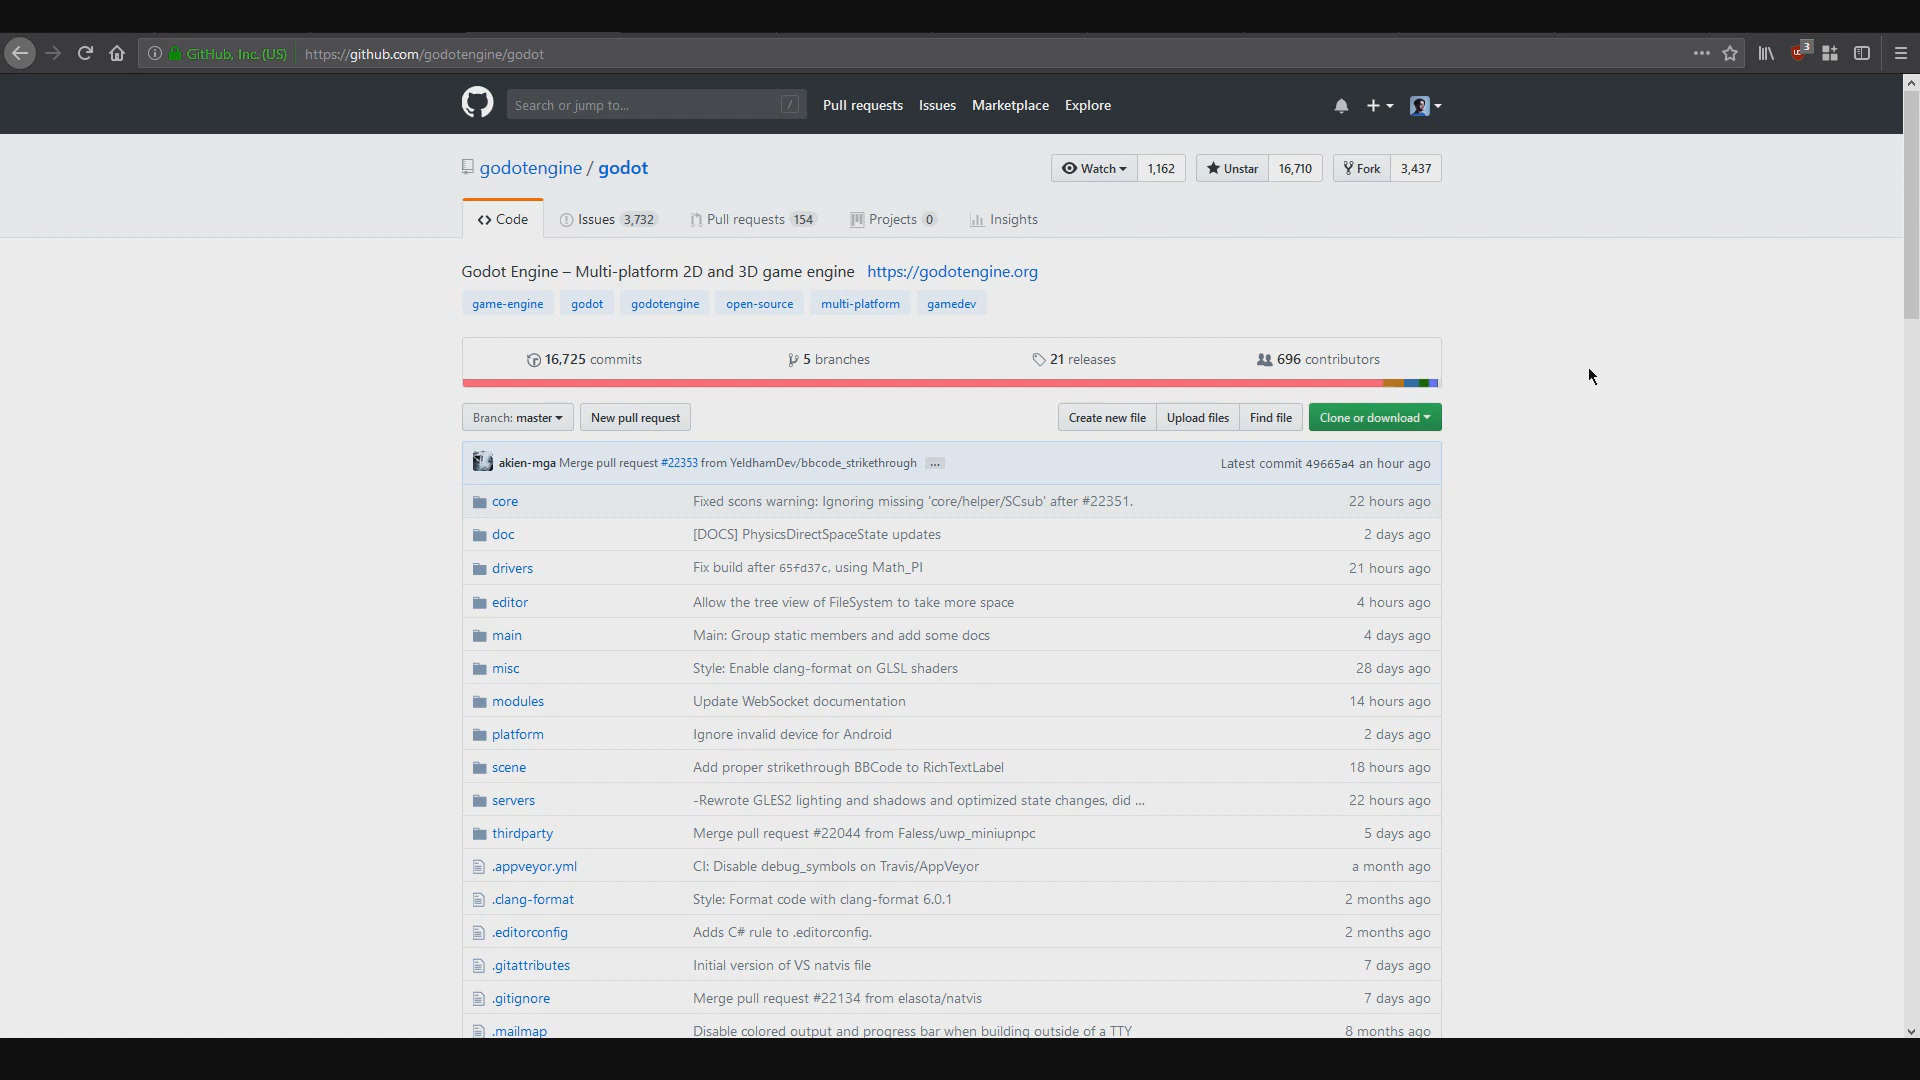 GitHub, Inc. (US) https://github.com/godotengine/godot 3
Search or jump to... / Pull requests Issues Marketplace Explore
godotengine / godot Watch 1,162 Unstar 16,710 Fork 3,437
Code Issues 3,732 Pull requests 154 Projects 0 Insights
Godot Engine – Multi-platform 2D and 3D game engine https://godotengine.org
game-engine godot godotengine open-source multi-platform gamedev
16,725 commits 5 branches 21 releases 696 contributors
Branch: master New pull request Create new file Upload files Find file Clone or download
akien-mga Merge pull request #22353 from YeldhamDev/bbcode_strikethrough ... Latest commit 49665a4 an hour ago
core Fixed scons warning: Ignoring missing 'core/helper/SCsub' after #22351. 22 hours ago
doc [DOCS] PhysicsDirectSpaceState updates 2 days ago
drivers Fix build after 65fd37c, using Math_PI 21 hours ago
editor Allow the tree view of FileSystem to take more space 4 hours ago
main Main: Group static members and add some docs 4 days ago
misc Style: Enable clang-format on GLSL shaders 28 days ago
modules Update WebSocket documentation 14 hours ago
platform Ignore invalid device for Android 2 days ago
scene Add proper strikethrough BBCode to RichTextLabel 18 hours ago
servers -Rewrote GLES2 lighting and shadows and optimized state changes, did ... 22 hours ago
thirdparty Merge pull request #22044 from Faless/uwp_miniupnpc 5 days ago
.appveyor.yml CI: Disable debug_symbols on Travis/AppVeyor a month ago
.clang-format Style: Format code with clang-format 6.0.1 2 months ago
.editorconfig Adds C# rule to .editorconfig. 2 months ago
.gitattributes Initial version of VS natvis file 7 days ago
.gitignore Merge pull request #22134 from elasota/natvis 7 days ago
.mailmap Disable colored output and progress bar when building outside of a TTY 8 months ago